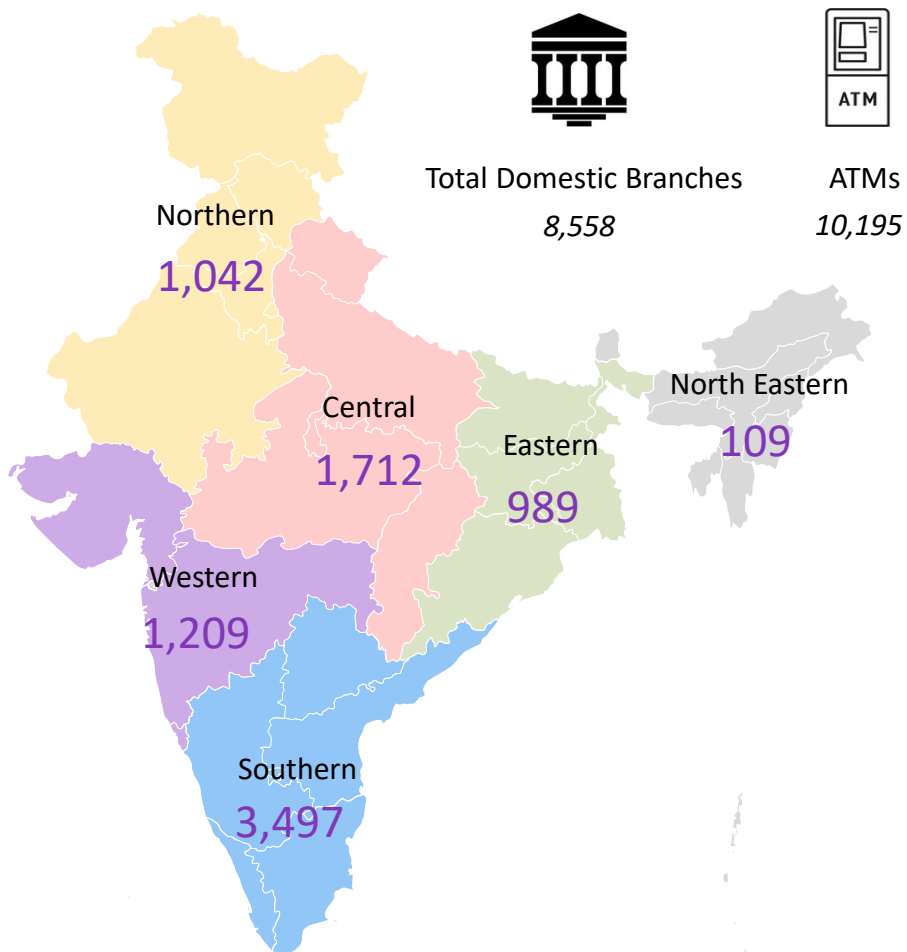 ATM
Total Domestic Branches
ATMs
8,558
10,195
Northern
1,042
North Eastern
109
Central
1,712
Eastern
989
Western
1,209
Southern
3,497